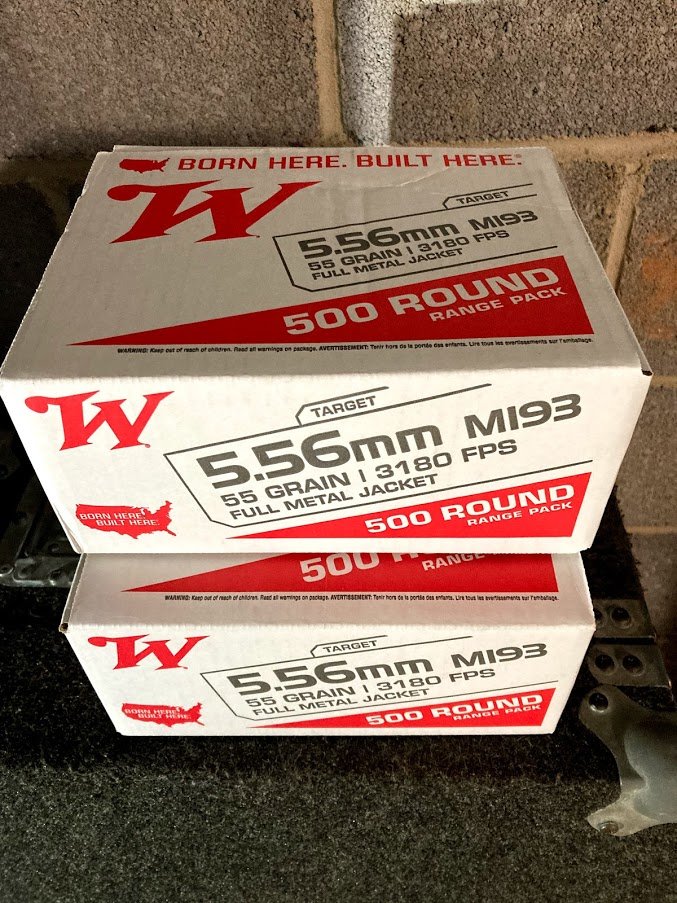 BORN HERE. BUILT HERE.®
W
TARGET
5.56mm M193
55 GRAIN | 3180 FPS
FULL METAL JACKET
500 ROUND
RANGE PACK
WARNING: Keep out of reach of children. Read all warnings on package. AVERTISSEMENT: Tenir hors de la portée des enfants. Lire tous les avertissements sur l'emballage.
W
TARGET
5.56mm M193
55 GRAIN | 3180 FPS
FULL METAL JACKET
BORN HERE.
BUILT HERE.
500 ROUND
RANGE PACK
500 R
RANGE
WARNING: Keep out of reach of children. Read all warnings on package. AVERTISSEMENT: Tenir hors de la portée des enfants. Lire tous les avertissements sur l'emballage.
W
TARGET
5.56mm M193
55 GRAIN | 3180 FPS
FULL METAL JACKET
BORN HERE.
BUILT HERE.
500 ROUND
RANGE PACK